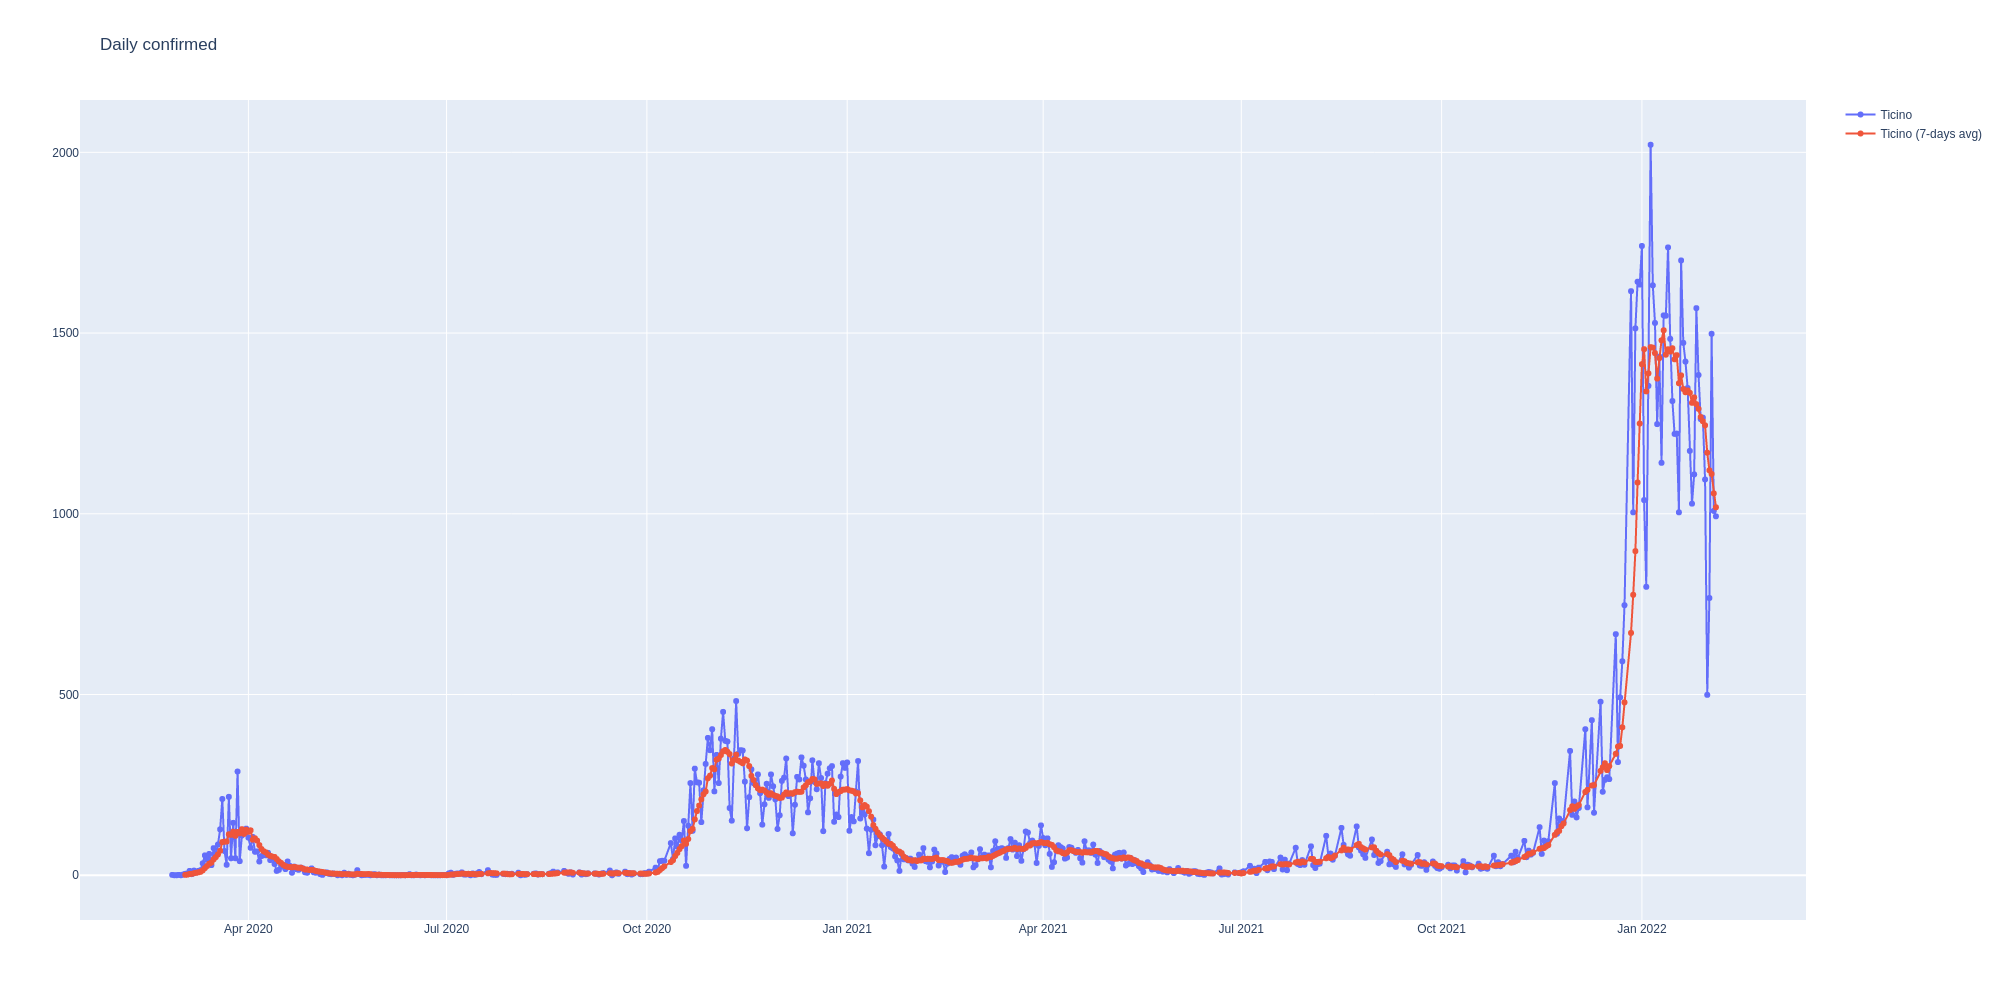 Daily confirmed
Ticino
Ticino (7-days avg)
2000
1500
1000
500
0
Apr 2020
Jul 2020
Oct 2020
Jan 2021
Apr 2021
Jul 2021
Oct 2021
Jan 2022